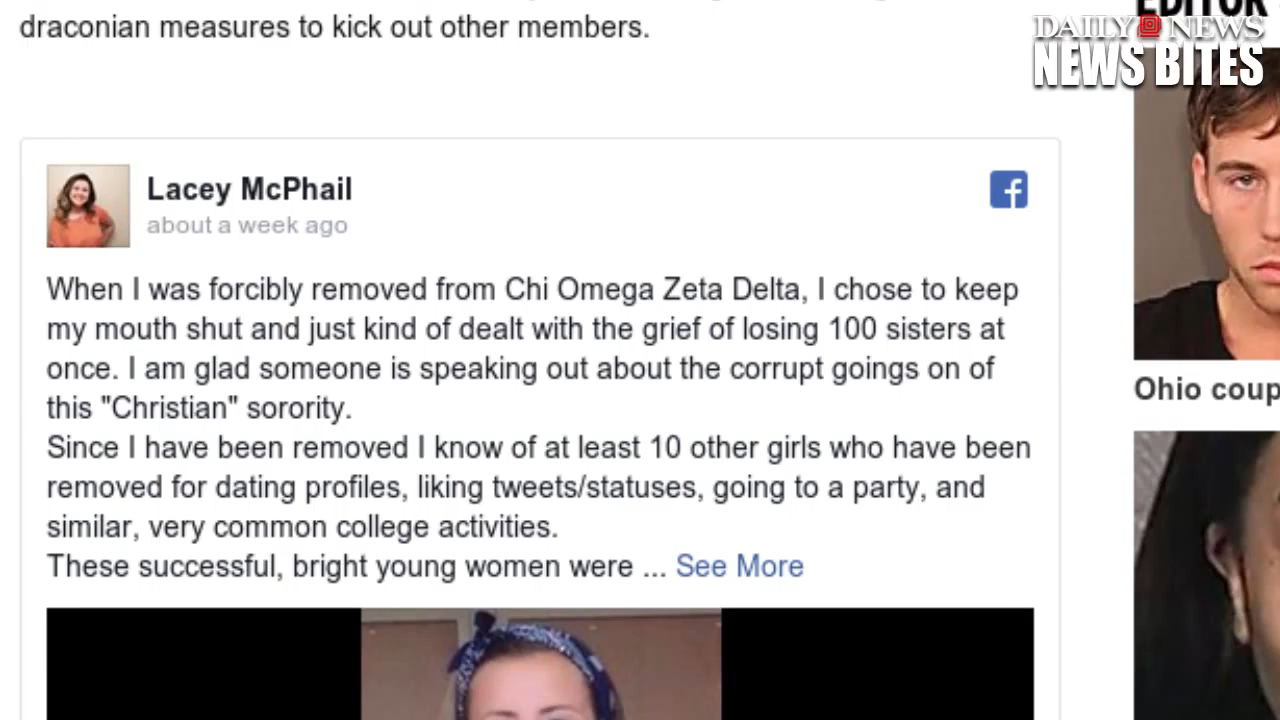 draconian measures to kick out other members.
EDITOR
DAILY NEWS
NEWS BITES
Lacey McPhail
about a week ago
When I was forcibly removed from Chi Omega Zeta Delta, I chose to keep
my mouth shut and just kind of dealt with the grief of losing 100 sisters at
once. I am glad someone is speaking out about the corrupt goings on of
this "Christian" sorority.
Since I have been removed I know of at least 10 other girls who have been
removed for dating profiles, liking tweets/statuses, going to a party, and
similar, very common college activities.
These successful, bright young women were ... See More
Ohio coup